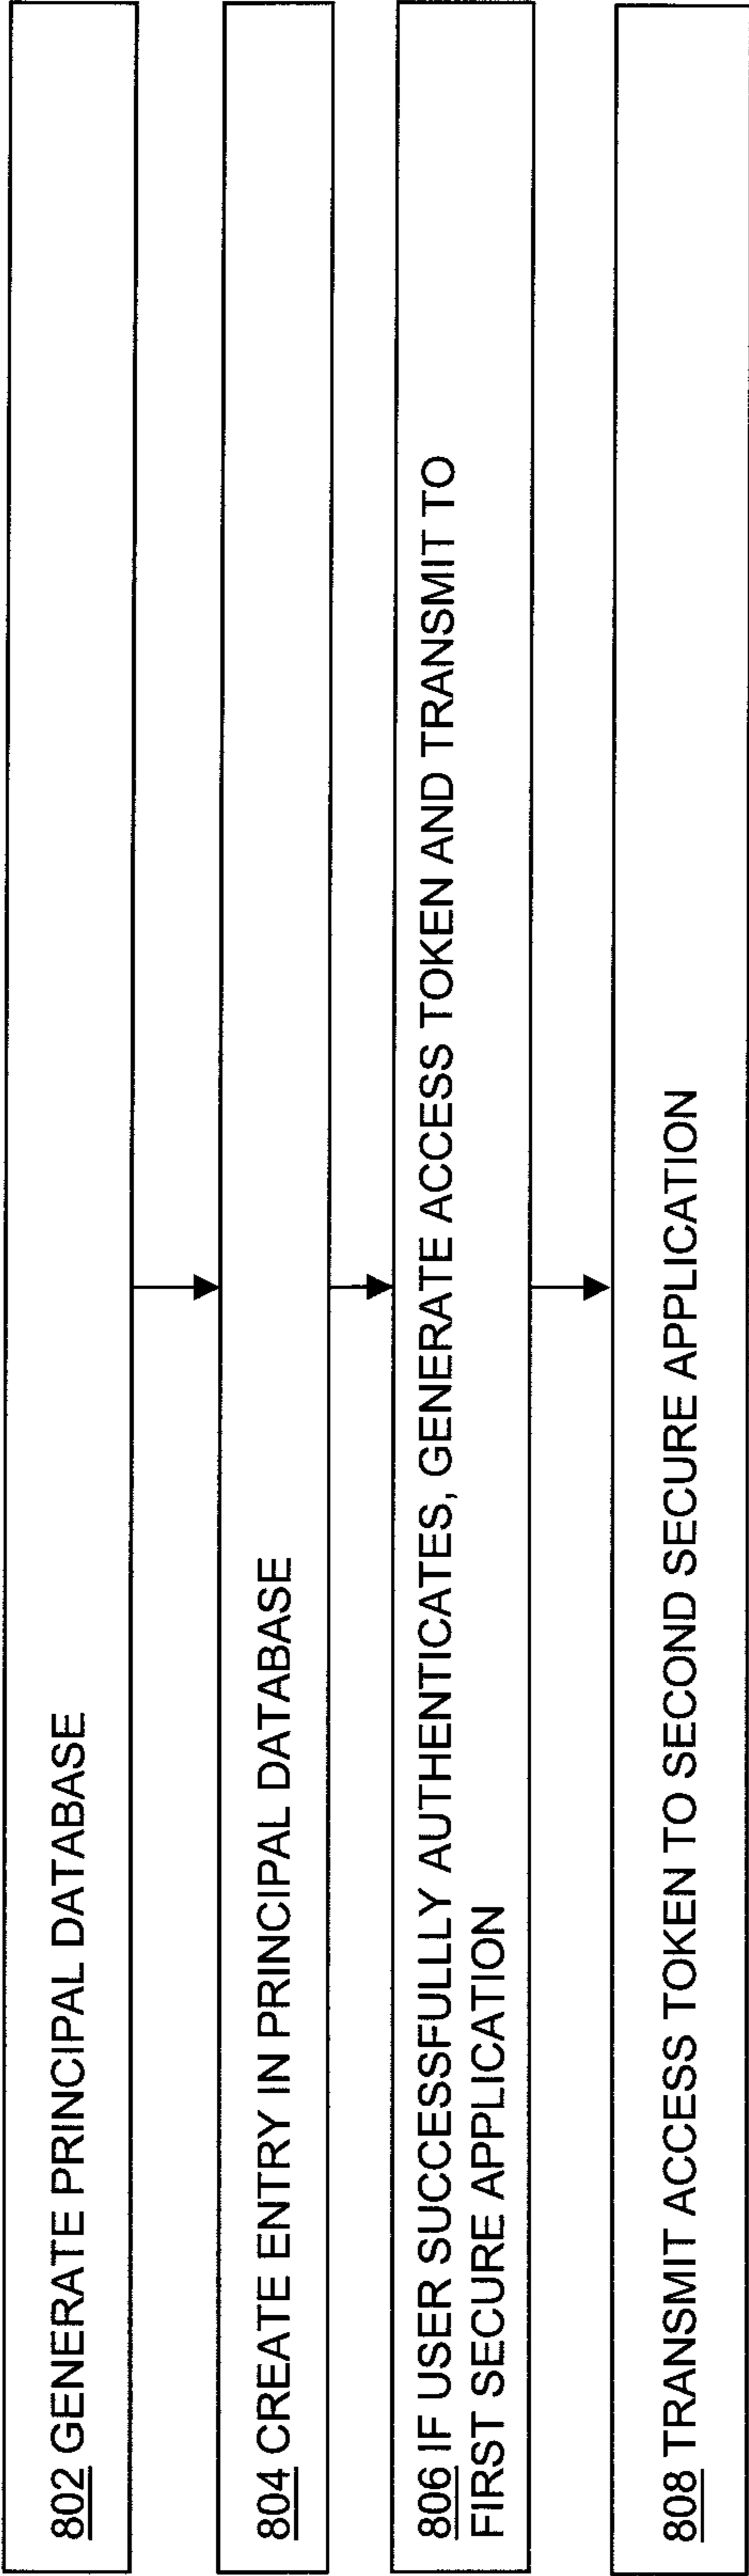 802 GENERATE PRINCIPAL DATABASE
804 CREATE ENTRY IN PRINCIPAL DATABASE
806 IF USER SUCCESSFULLLY AUTHENTICATES, GENERATE ACCESS TOKEN AND TRANSMIT TO
FIRST SECURE APPLICATION
808 TRANSMIT ACCESS TOKEN TO SECOND SECURE APPLICATION